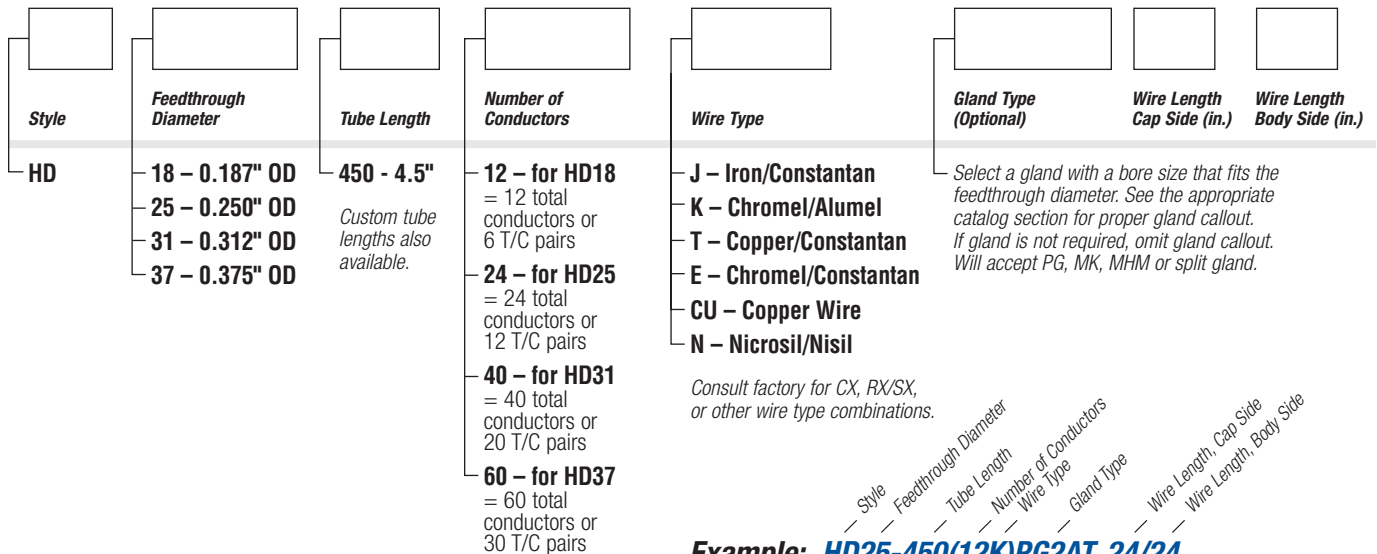 Style
Feedthrough
Diameter
Tube Length
Number of
Conductors
Wire Type
Gland Type
(Optional)
Wire Length
Cap Side (in.)
Wire Length
Body Side (in.)
HD
18 – 0.187" OD
25 – 0.250" OD
31 – 0.312" OD
37 – 0.375" OD
450 - 4.5"
Custom tube
lengths also
available.
12 – for HD18
= 12 total
conductors or
6 T/C pairs
24 – for HD25
= 24 total
conductors or
12 T/C pairs
40 – for HD31
= 40 total
conductors or
20 T/C pairs
60 – for HD37
= 60 total
conductors or
30 T/C pairs
J – Iron/Constantan
K – Chromel/Alumel
T – Copper/Constantan
E – Chromel/Constantan
CU – Copper Wire
N – Nicrosil/Nisil
Consult factory for CX, RX/SX,
or other wire type combinations.
Select a gland with a bore size that fits the
feedthrough diameter. See the appropriate
catalog section for proper gland callout.
If gland is not required, omit gland callout.
Will accept PG, MK, MHM or split gland.
Style
Feedthrough Diameter
Tube Length
Number of Conductors
Wire Type
Gland Type
Wire Length, Cap Side
Wire Length, Body Side
Example: HD25-450(12K)PG2AT, 24/24